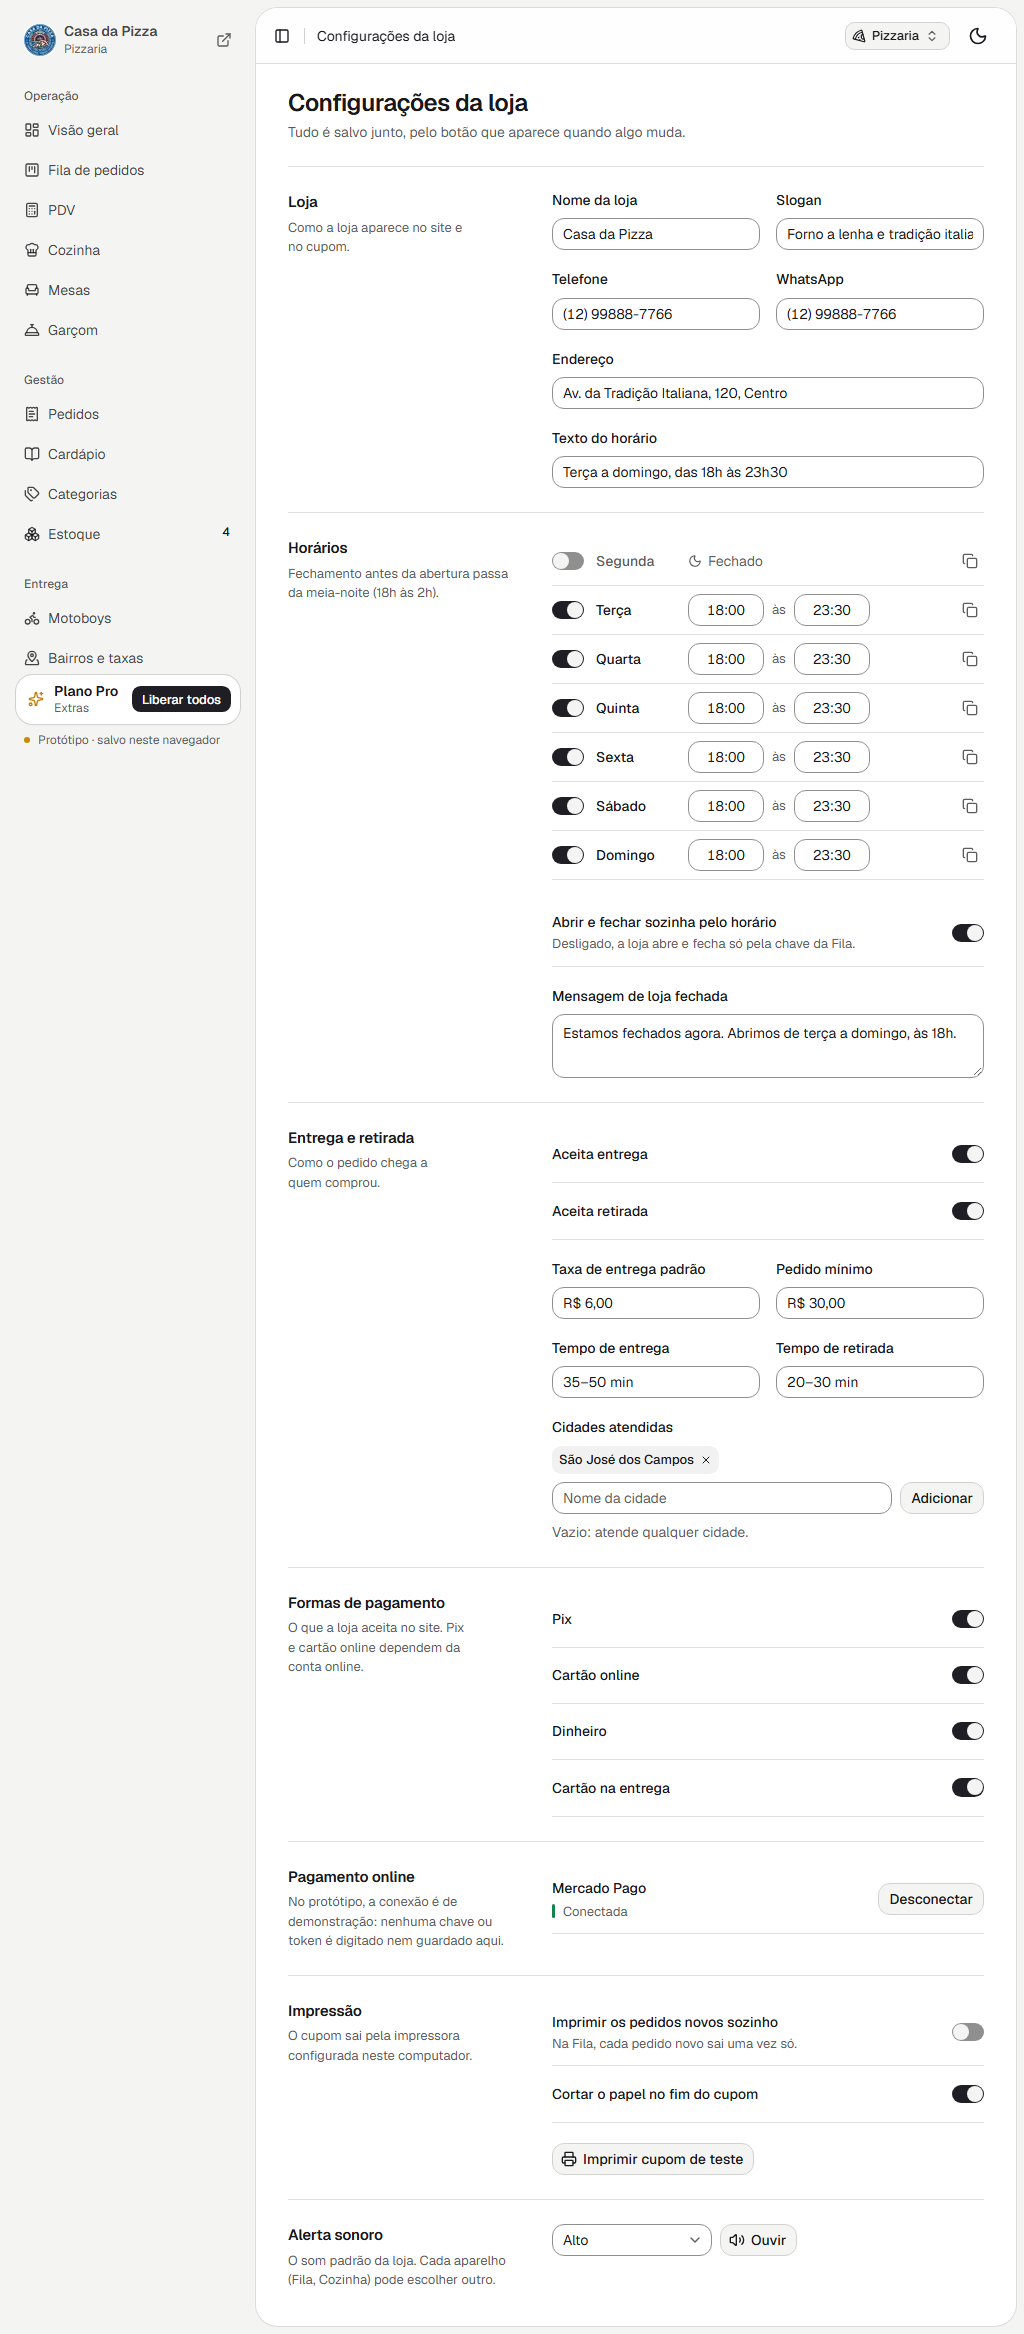 Casa da Pizza
Pizzaria
Operação
Visão geral
Fila de pedidos
PDV
Cozinha
Mesas
Garçom
Gestão
Pedidos
Cardápio
Categorias
Estoque 4
Entrega
Motoboys
Bairros e taxas
Plano Pro
Extras
Liberar todos
Protótipo · salvo neste navegador
Configurações da loja
Pizzaria
Configurações da loja
Tudo é salvo junto, pelo botão que aparece quando algo muda.
Loja
Como a loja aparece no site e
no cupom.
Nome da loja
Casa da Pizza
Slogan
Forno a lenha e tradição italia
Telefone
(12) 99888-7766
WhatsApp
(12) 99888-7766
Endereço
Av. da Tradição Italiana, 120, Centro
Texto do horário
Terça a domingo, das 18h às 23h30
Horários
Fechamento antes da abertura passa
da meia-noite (18h às 2h).
Segunda Fechado
Terça 18:00 às 23:30
Quarta 18:00 às 23:30
Quinta 18:00 às 23:30
Sexta 18:00 às 23:30
Sábado 18:00 às 23:30
Domingo 18:00 às 23:30
Abrir e fechar sozinha pelo horário
Desligado, a loja abre e fecha só pela chave da Fila.
Mensagem de loja fechada
Estamos fechados agora. Abrimos de terça a domingo, às 18h.
Entrega e retirada
Como o pedido chega a
quem comprou.
Aceita entrega
Aceita retirada
Taxa de entrega padrão
R$ 6,00
Pedido mínimo
R$ 30,00
Tempo de entrega
35–50 min
Tempo de retirada
20–30 min
Cidades atendidas
São José dos Campos
Nome da cidade
Adicionar
Vazio: atende qualquer cidade.
Formas de pagamento
O que a loja aceita no site. Pix
e cartão online dependem da
conta online.
Pix
Cartão online
Dinheiro
Cartão na entrega
Pagamento online
No protótipo, a conexão é de
demonstração: nenhuma chave ou
token é digitado nem guardado aqui.
Mercado Pago
Conectada
Desconectar
Impressão
O cupom sai pela impressora
configurada neste computador.
Imprimir os pedidos novos sozinho
Na Fila, cada pedido novo sai uma vez só.
Cortar o papel no fim do cupom
Imprimir cupom de teste
Alerta sonoro
O som padrão da loja. Cada aparelho
(Fila, Cozinha) pode escolher outro.
Alto
Ouvir